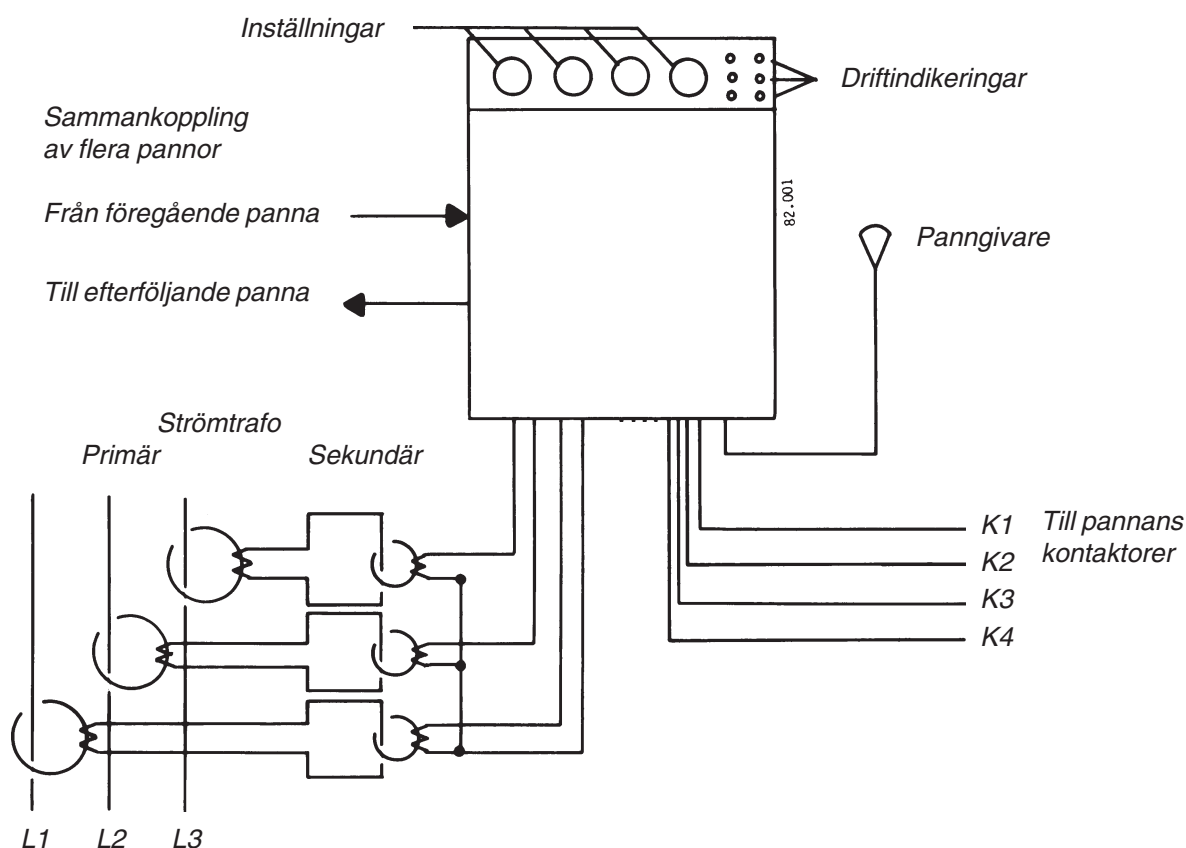 Inställningar
Driftindikeringar
Sammankoppling
av flera pannor
Från föregående panna
Till efterföljande panna
82.001
Panngivare
Strömtrafo
Primär
Sekundär
K1
K2
K3
K4
Till pannans
kontaktorer
L1
L2
L3